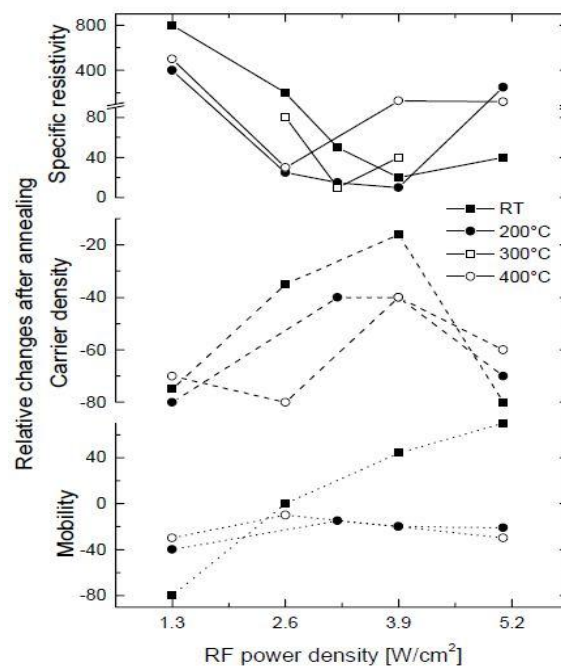 Relative changes after annealing
Specific resistivity
800
400
80
40
0
Carrier density
-20
-40
-60
-80
Mobility
40
0
-40
-80
RT
200°C
300°C
400°C
1.3
2.6
3.9
5.2
RF power density [W/cm²]